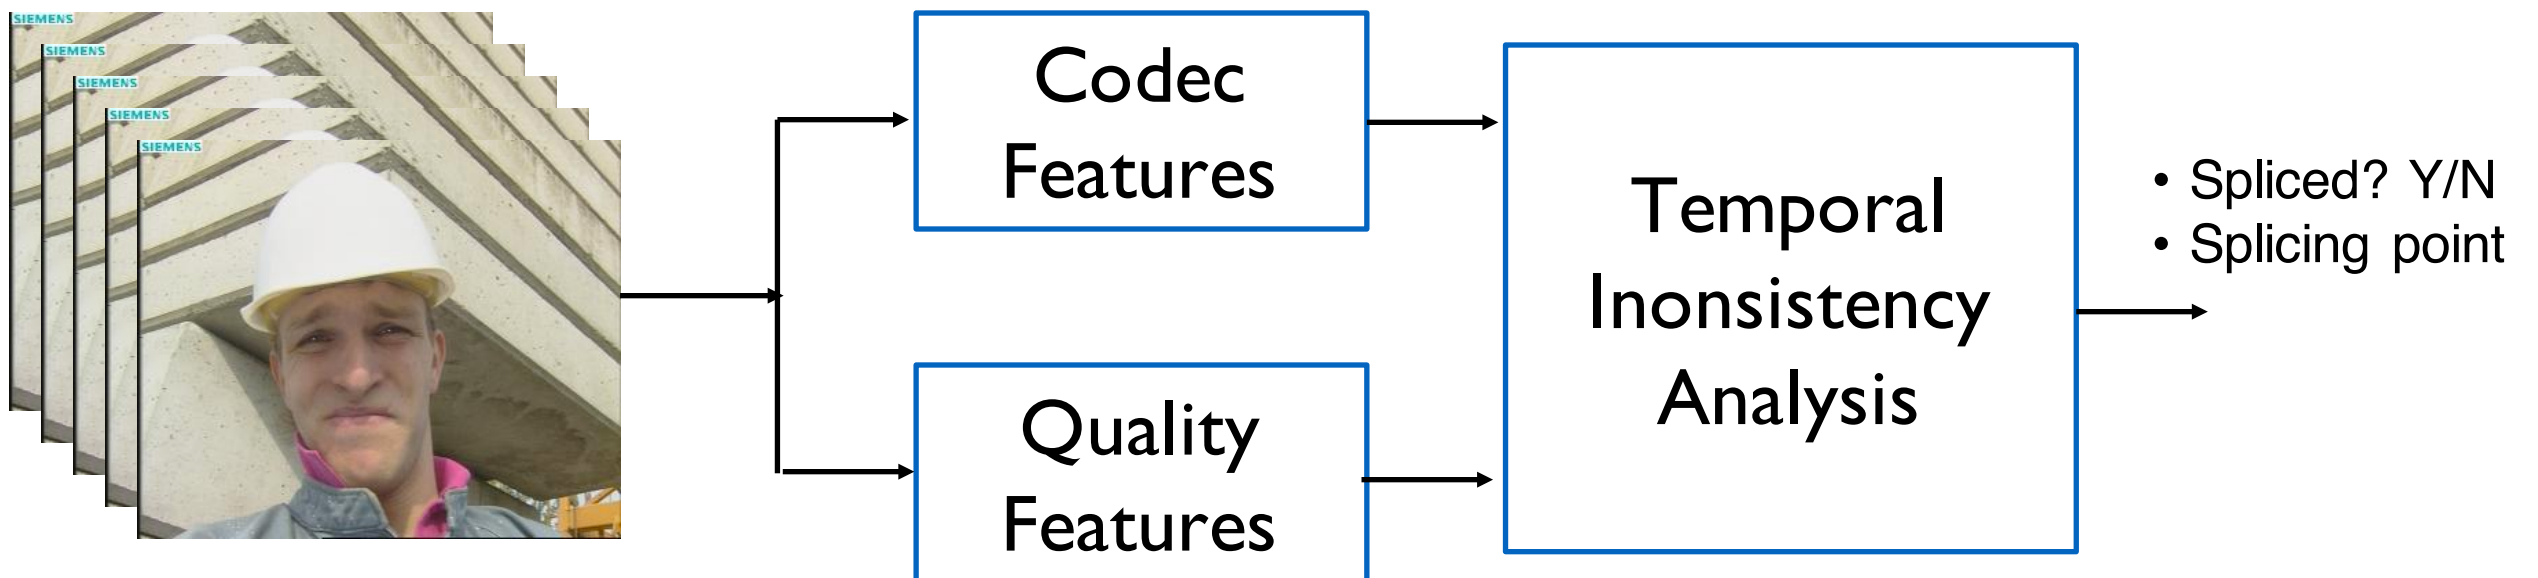 SIEMENS
SIEMENS
SIEMENS
SIEMENS
SIEMENS
Codec
Features
Quality
Features
Temporal
Inonsistency
Analysis
• Spliced? Y/N
• Splicing point